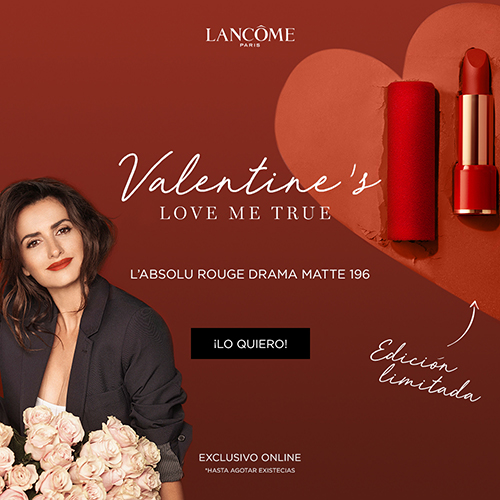 LANCÔME
PARIS
Valentine's
LOVE ME TRUE
L'ABSOLU ROUGE DRAMA MATTE 196
¡LO QUIERO!
Edición
limitada
EXCLUSIVO ONLINE
*HASTA AGOTAR EXISTECIAS